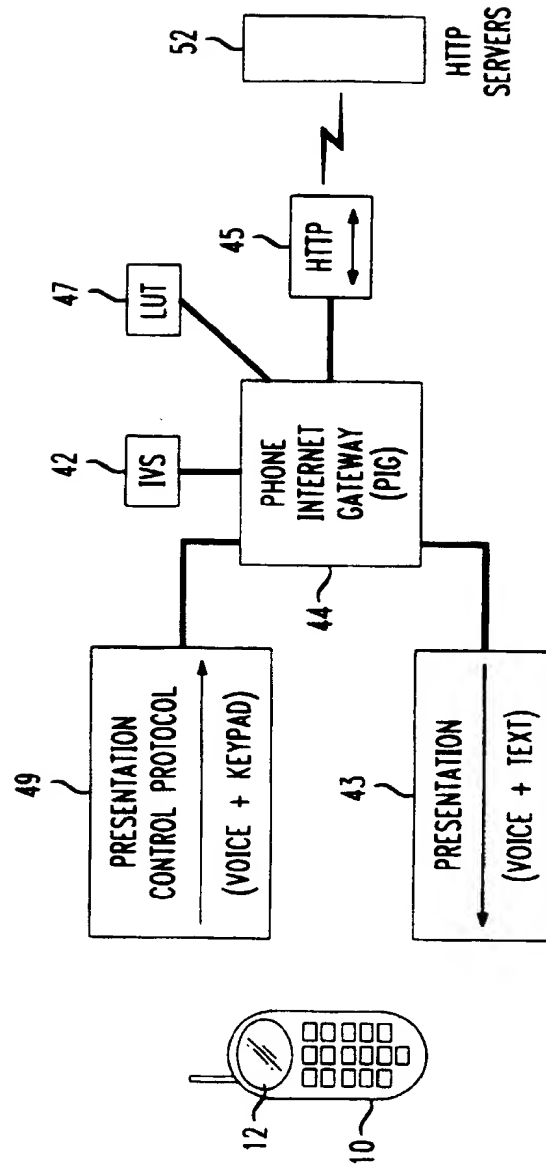 12
10
49
PRESENTATION
CONTROL PROTOCOL
(VOICE + KEYPAD)
43
PRESENTATION
(VOICE + TEXT)
42
IVS
47
LUT
44
PHONE
INTERNET
GATEWAY
(PIG)
45
HTTP
52
HTTP
SERVERS